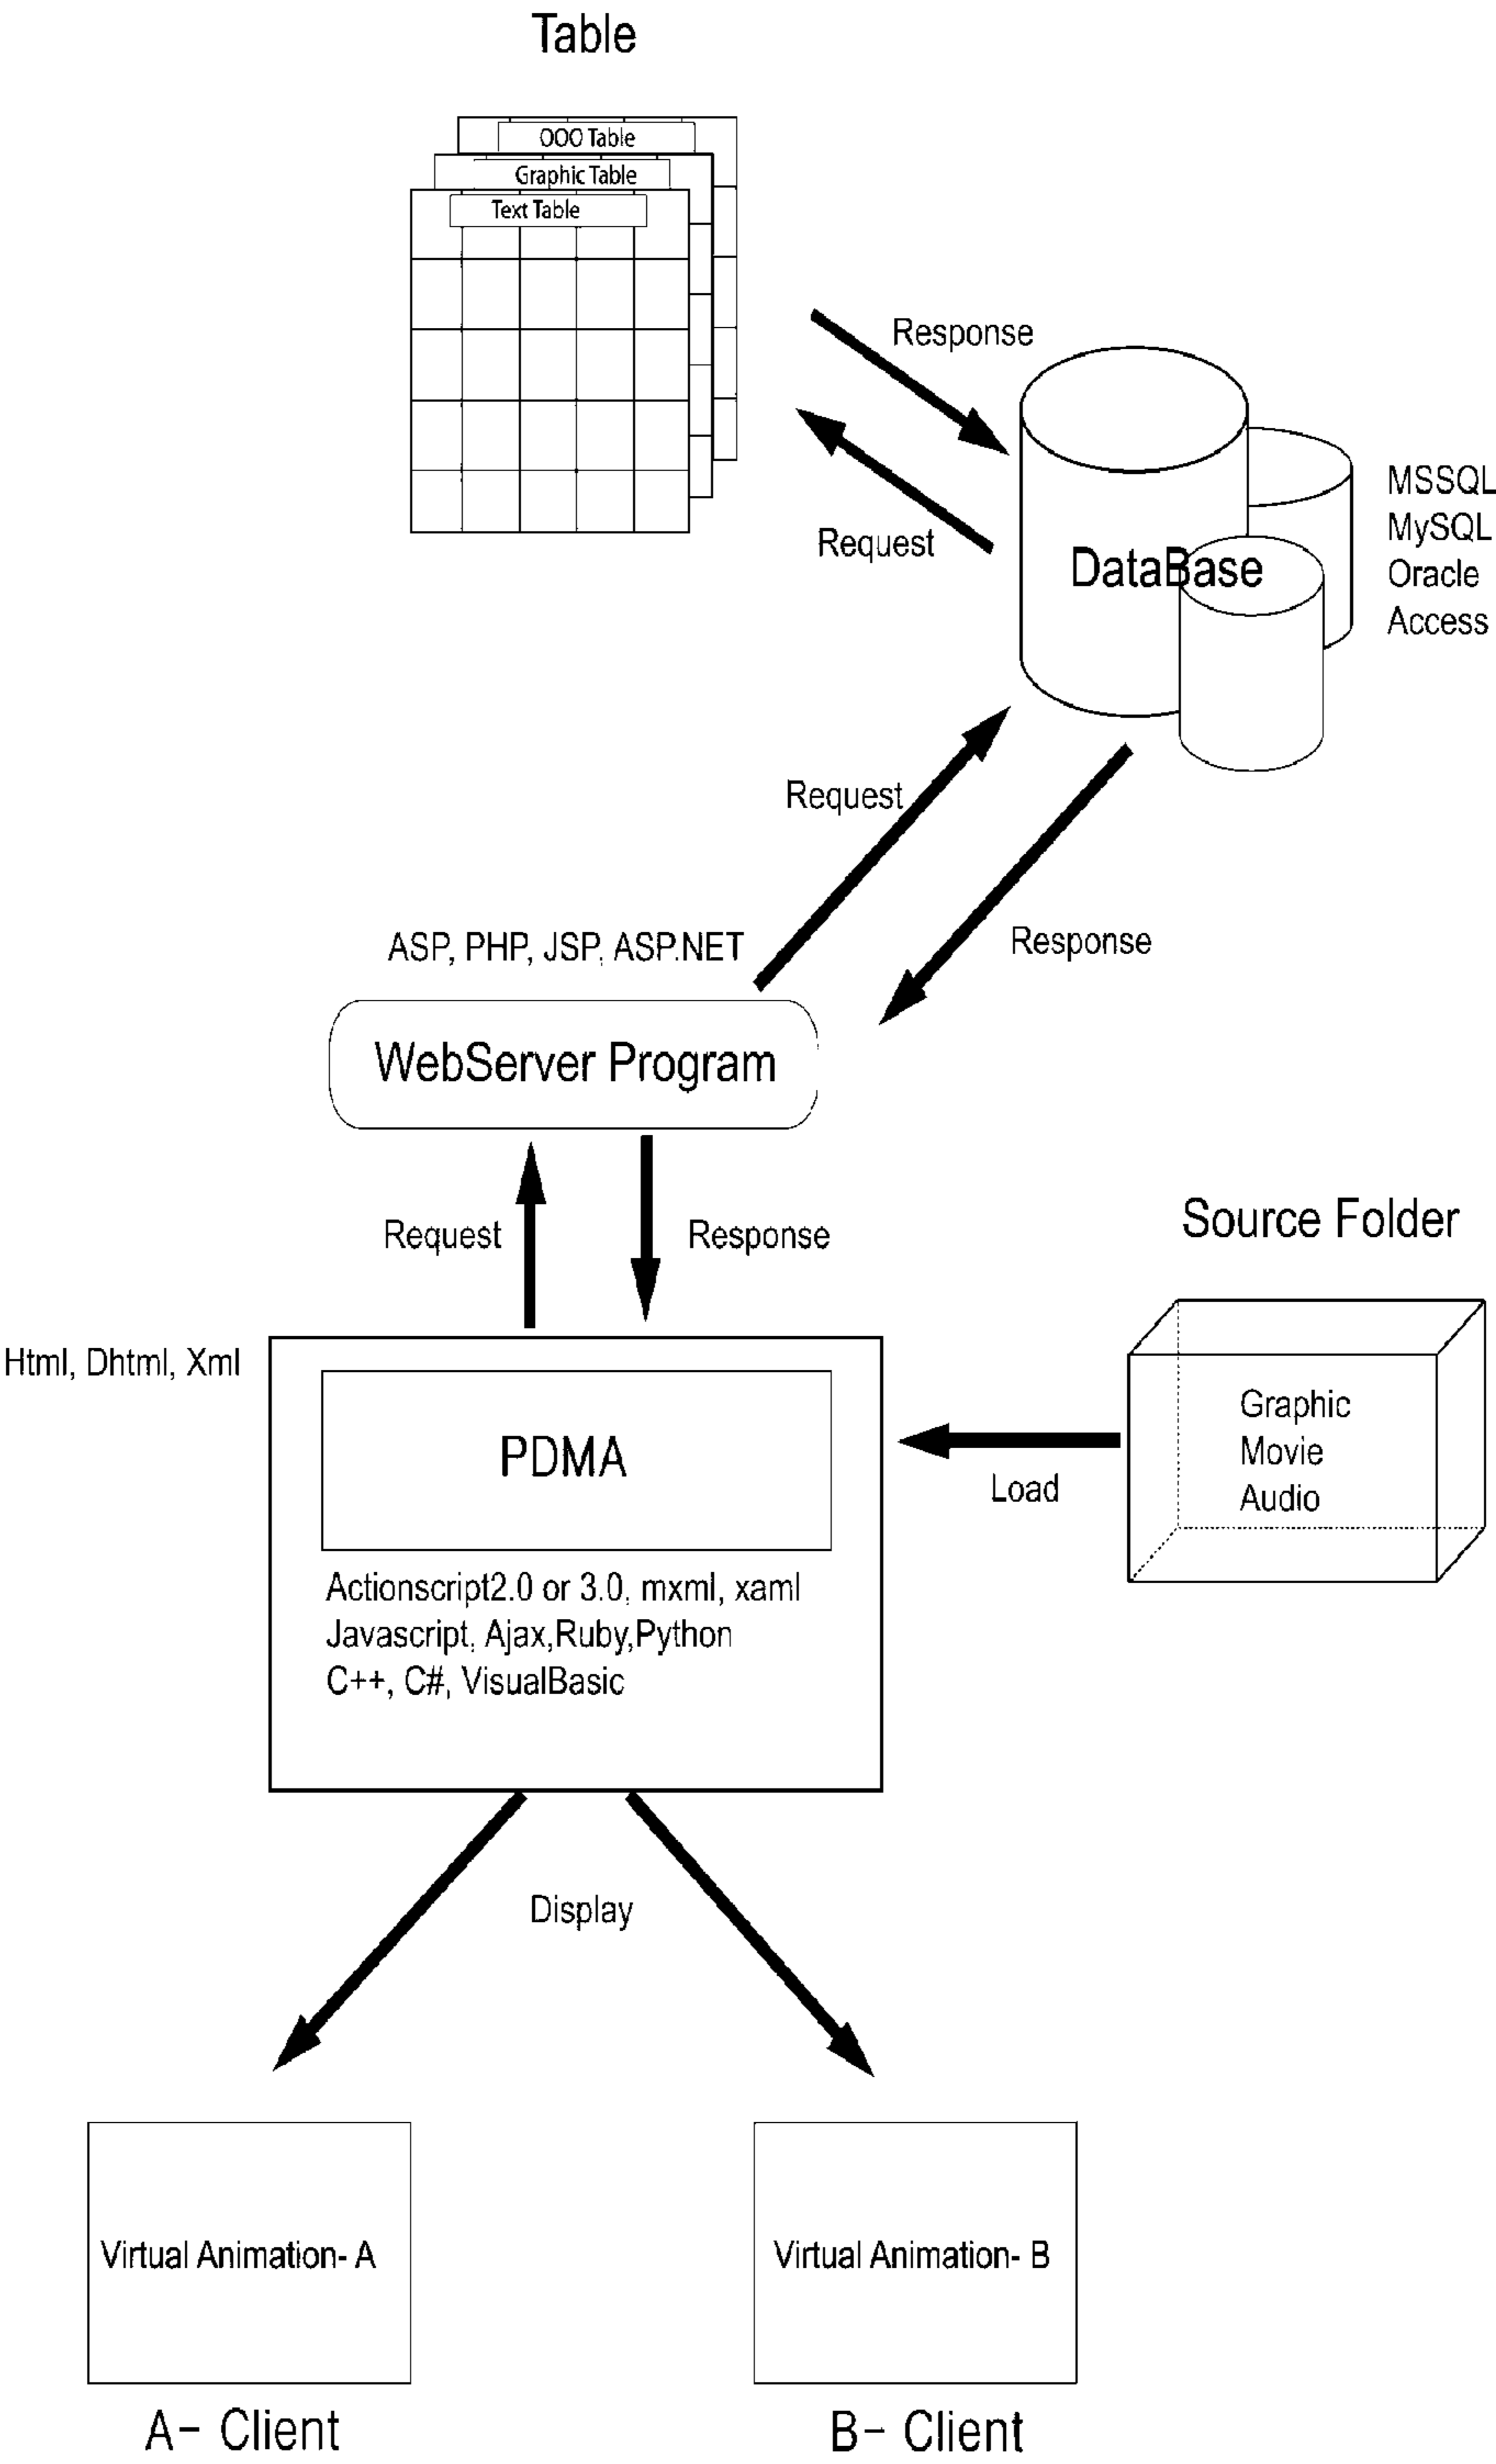 Table
OOO Table
Graphic Table
Text Table
Response
Request
DataBase
MSSQL
MySQL
Oracle
Access
Request
Response
ASP, PHP, JSP, ASP.NET
WebServer Program
Request
Response
Source Folder
Html, Dhtml, Xml
PDMA
Graphic
Movie
Audio
Load
Actionscript2.0 or 3.0, mxml, xaml
Javascript, Ajax,Ruby,Python
C++, C#, VisualBasic
Display
Virtual Animation- A
Virtual Animation- B
A- Client
B- Client